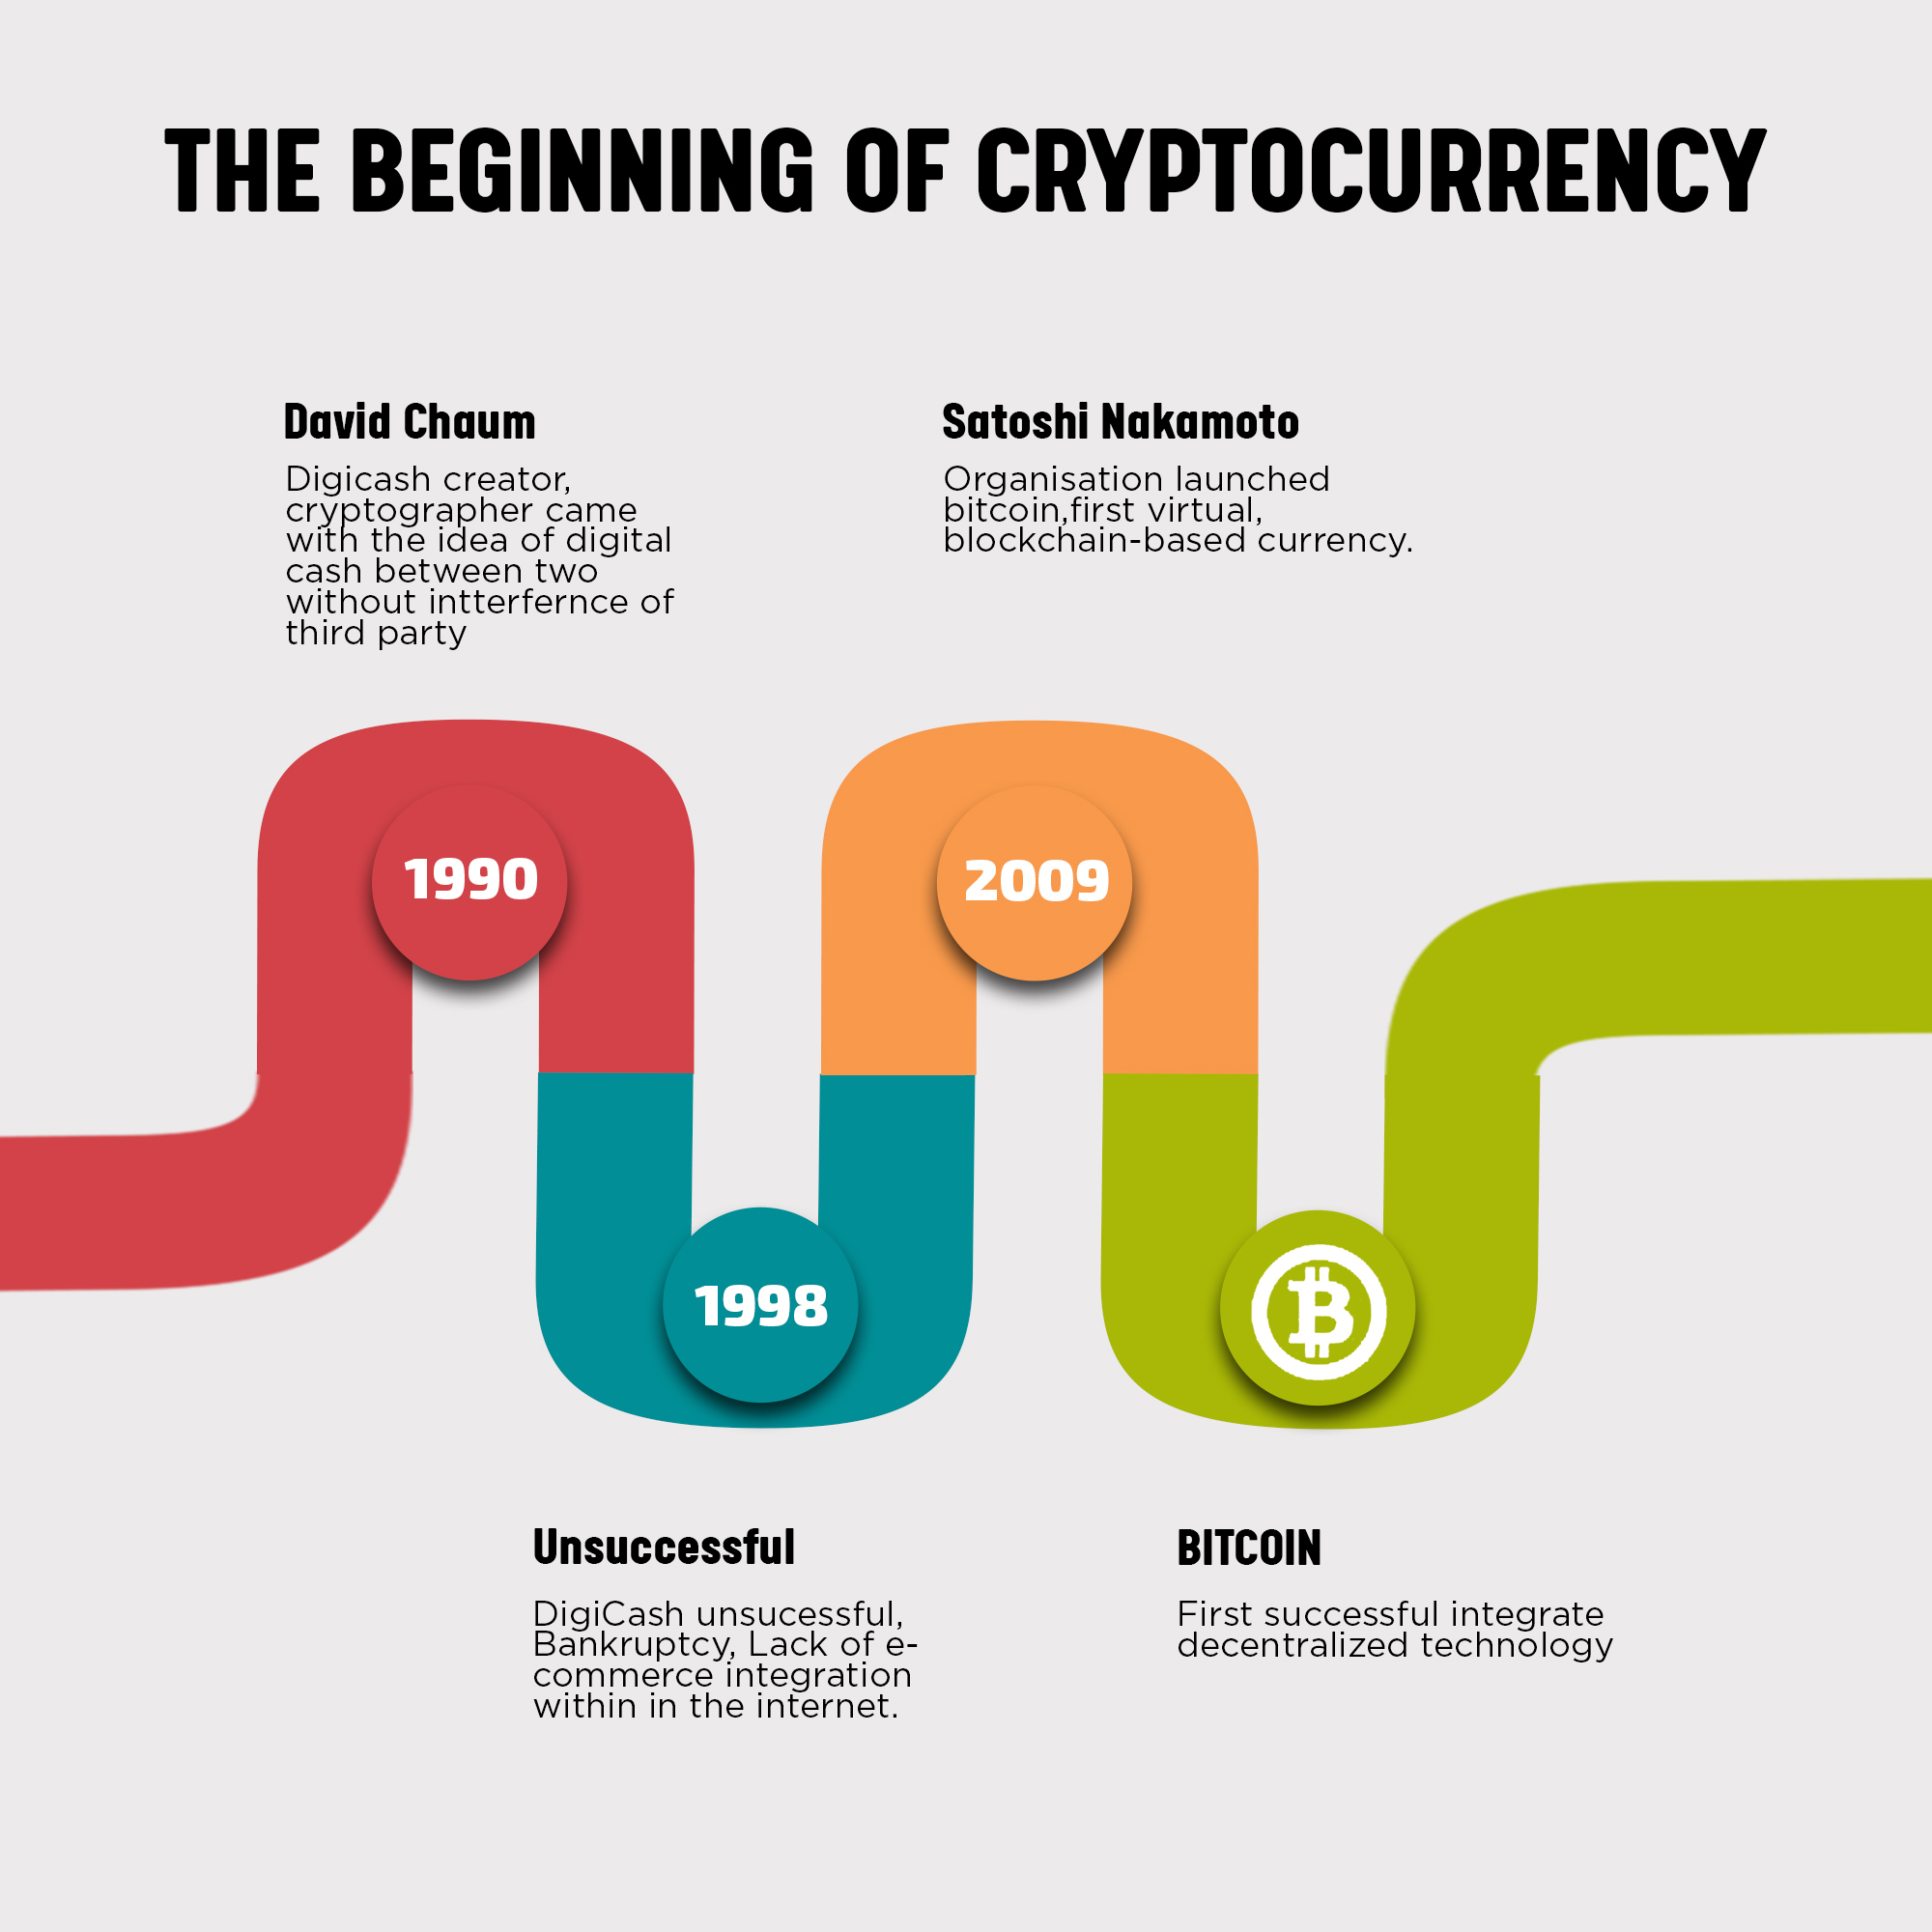 THE BEGINNING OF CRYPTOCURRENCY
David Chaum
Digicash creator,
cryptographer came
with the idea of digital
cash between two
without intterfernce of
third party
Satoshi Nakamoto
Organisation launched
bitcoin,first virtual,
blockchain-based currency.
1990
2009
1998
Unsuccessful
DigiCash unsucessful,
Bankruptcy, Lack of e-
commerce integration
within in the internet.
BITCOIN
First successful integrate
decentralized technology